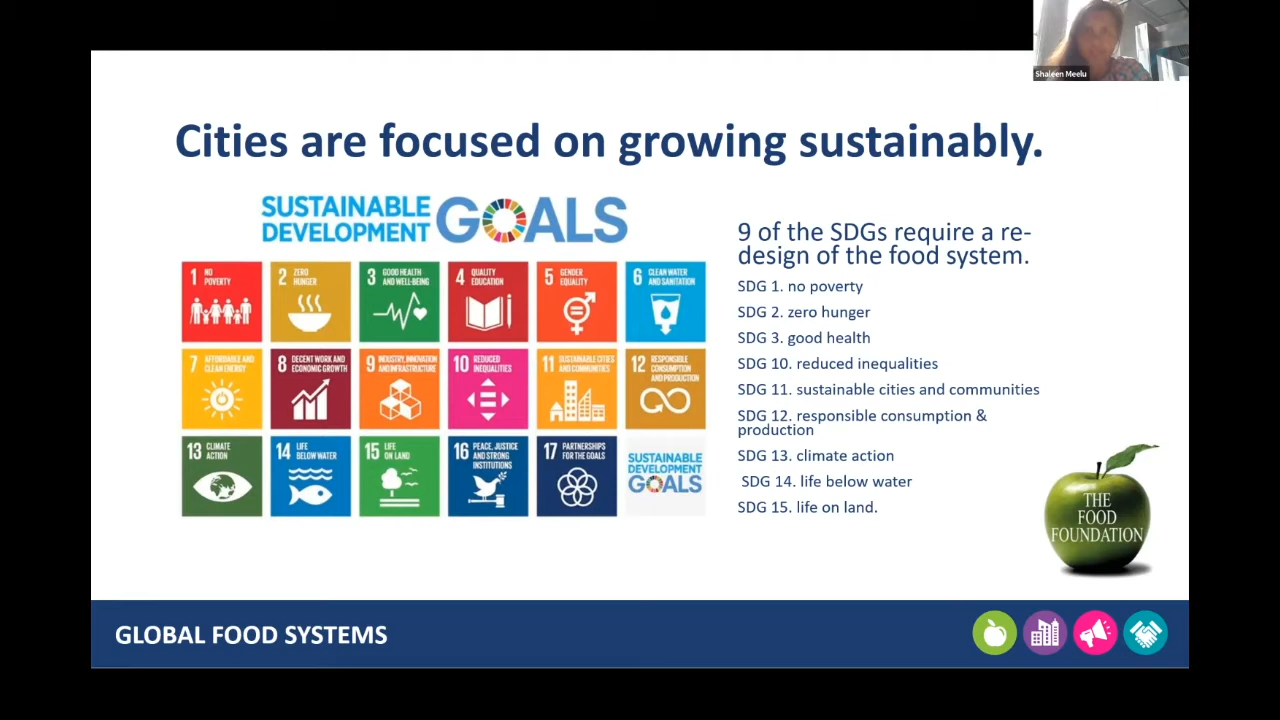 Shaleen Meelu
Cities are focused on growing sustainably.
SUSTAINABLE
DEVELOPMENT
GOALS
1 NO
POVERTY
2 ZERO
HUNGER
3 GOOD HEALTH
AND WELL-BEING
4 QUALITY
EDUCATION
5 GENDER
EQUALITY
6 CLEAN WATER
AND SANITATION
7 AFFORDABLE AND
CLEAN ENERGY
8 DECENT WORK AND
ECONOMIC GROWTH
9 INDUSTRY, INNOVATION
AND INFRASTRUCTURE
10 REDUCED
INEQUALITIES
11 SUSTAINABLE CITIES
AND COMMUNITIES
12 RESPONSIBLE
CONSUMPTION
AND PRODUCTION
13 CLIMATE
ACTION
14 LIFE
BELOW WATER
15 LIFE
ON LAND
16 PEACE, JUSTICE
AND STRONG
INSTITUTIONS
17 PARTNERSHIPS
FOR THE GOALS
SUSTAINABLE
DEVELOPMENT
GOALS
9 of the SDGs require a re-
design of the food system.
SDG 1. no poverty
SDG 2. zero hunger
SDG 3. good health
SDG 10. reduced inequalities
SDG 11. sustainable cities and communities
SDG 12. responsible consumption &
production
SDG 13. climate action
SDG 14. life below water
SDG 15. life on land.
THE
FOOD
FOUNDATION
GLOBAL FOOD SYSTEMS